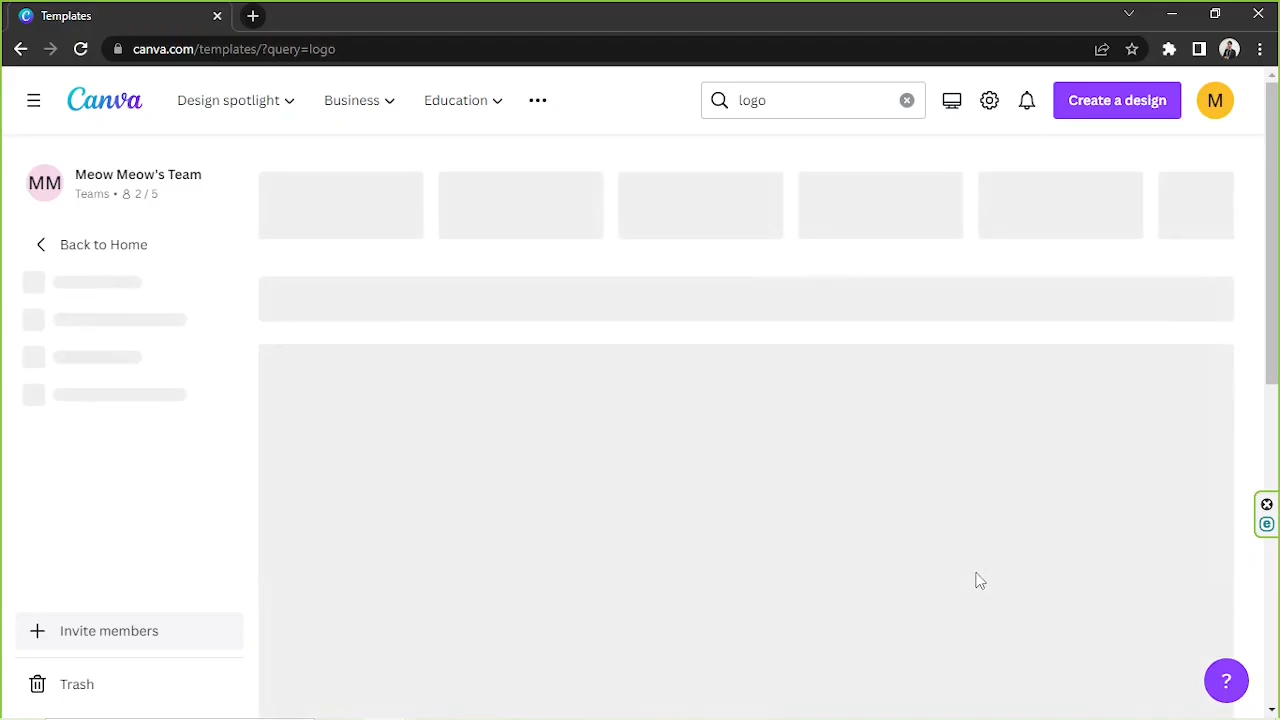 Templates
canva.com/templates/?query=logo
Canva
Design spotlight
Business
Education
logo
Create a design
M
MM
Meow Meow's Team
Teams • 2 / 5
Back to Home
Invite members
Trash
?
e